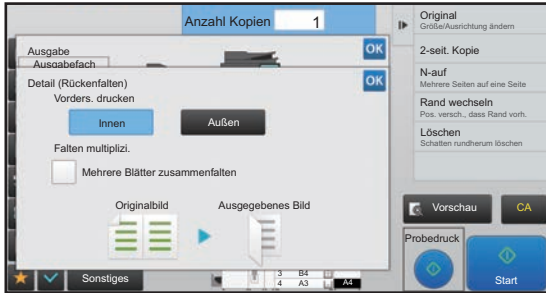 Anzahl Kopien 1
Ausgabe
OK
Ausgabefach
Detail (Rückenfalten)
OK
Vorders. drucken
Innen
Außen
Falten multiplizi.
Mehrere Blätter zusammenfalten
Originalbild
Ausgegebenes Bild
Sonstiges
3 B4
4 A3
A4
Original
Größe/Ausrichtung ändern
2-seit. Kopie
N-auf
Mehrere Seiten auf eine Seite
Rand wechseln
Pos. versch., dass Rand vorh.
Löschen
Schatten rundherum löschen
Vorschau
CA
Probedruck
Start